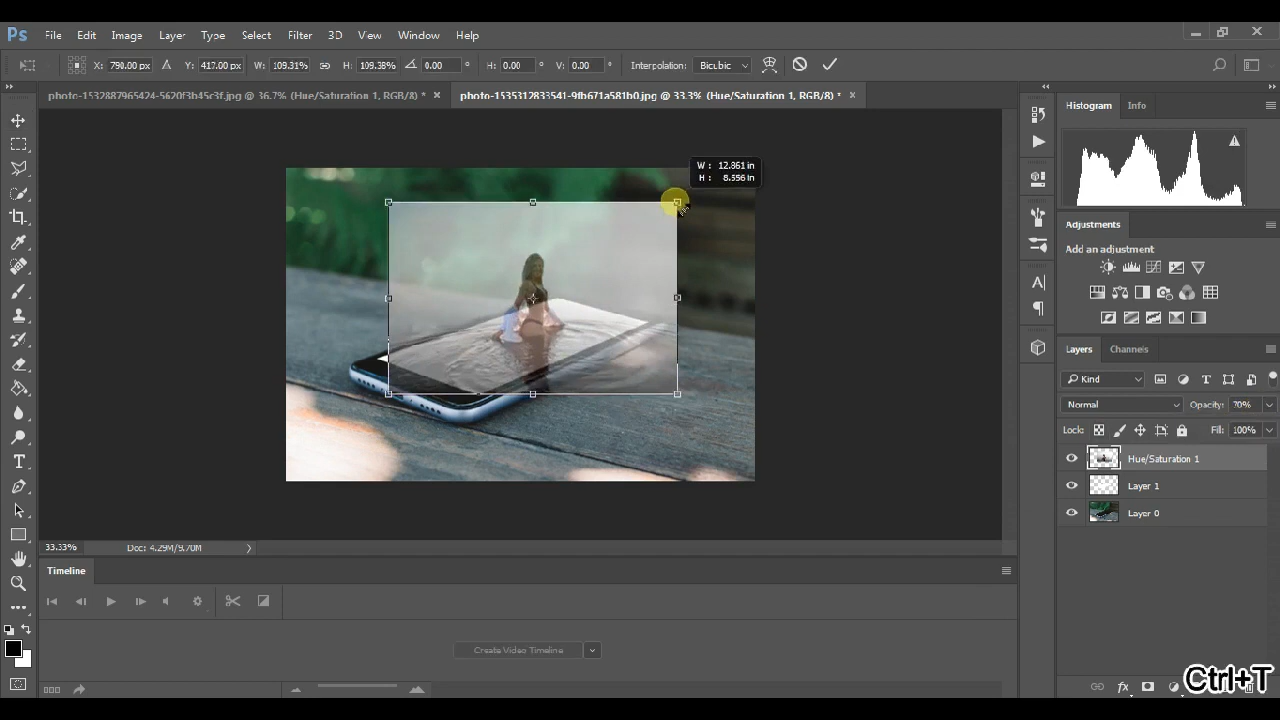 Ps File Edit Image Layer Type Select Filter 3D View Window Help
X: 790.00 px Y: 417.00 px W: 109.31% H: 109.38% 0.00 ° H: 0.00 ° V: 0.00 ° Interpolation: Bicubic
photo-1532887965424-5620f3b45c3f.jpg @ 36.7% (Hue/Saturation 1, RGB/8) * × photo-1535312833541-9fb671a581b0.jpg @ 33.3% (Hue/Saturation 1, RGB/8) * ×
Histogram Info
W : 12.861 in
H : 8.556 in
Adjustments
Add an adjustment
Layers Channels
Kind
Normal Opacity: 70%
Lock: Fill: 100%
Hue/Saturation 1
Layer 1
Layer 0
33.33% Doc: 4.29M/9.70M
Timeline
Create Video Timeline
Ctrl+T